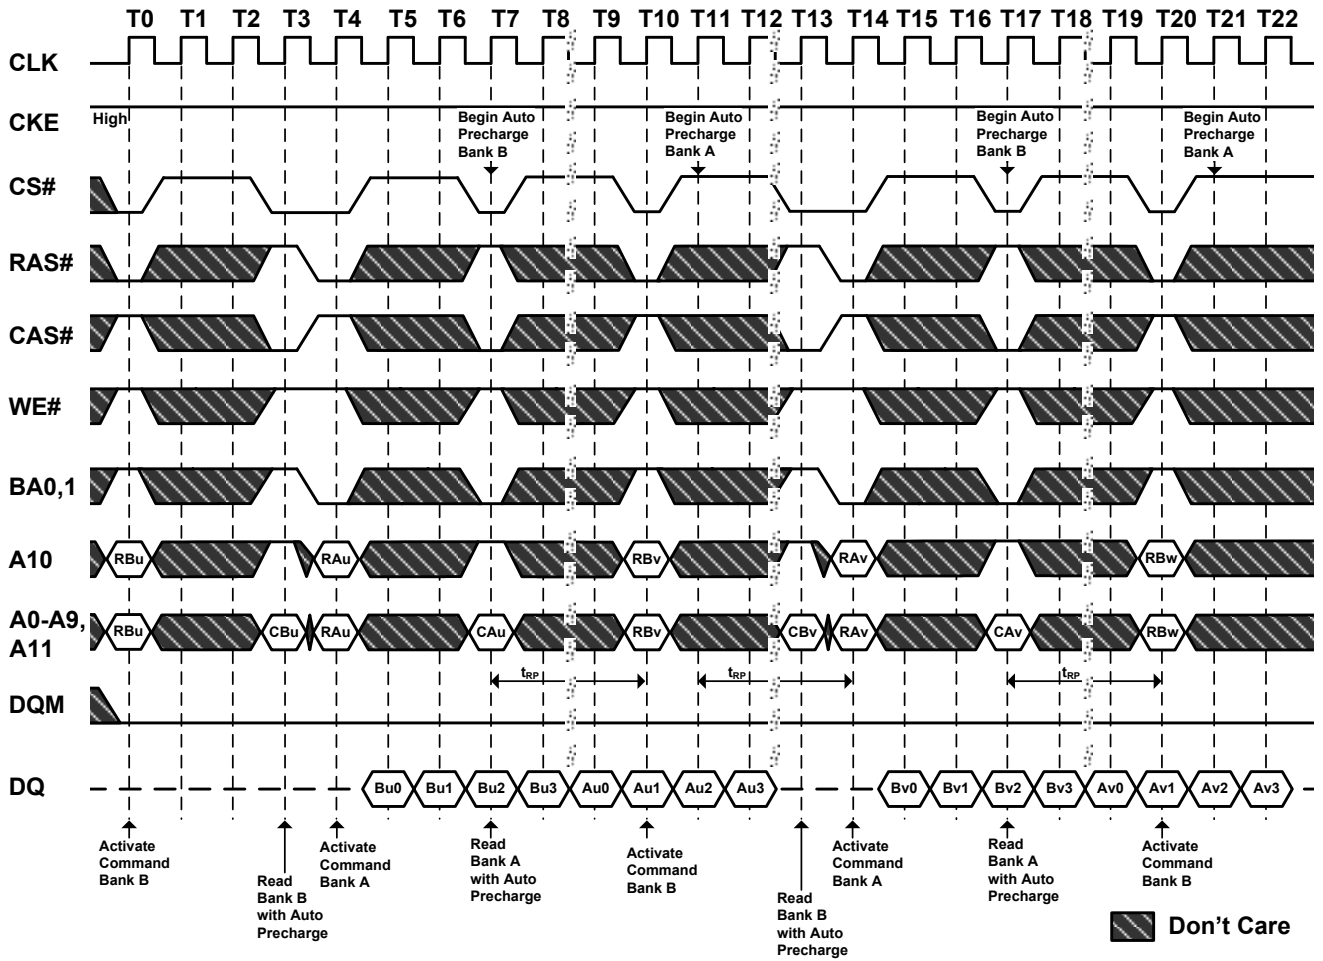 T0 T1 T2 T3 T4 T5 T6 T7 T8 T9 T10 T11 T12 T13 T14 T15 T16 T17 T18 T19 T20 T21 T22
CLK
CKE
High
Begin Auto
Precharge
Bank B
Begin Auto
Precharge
Bank A
Begin Auto
Precharge
Bank B
Begin Auto
Precharge
Bank A
CS#
RAS#
CAS#
WE#
BA0,1
A10
RBu RAu RBv RAv RBw
A0-A9,
A11
RBu CBu RAu CAu RBv CBv RAv CAv RBw
tRP tRP tRP
DQM
DQ
Bu0 Bu1 Bu2 Bu3 Au0 Au1 Au2 Au3 Bv0 Bv1 Bv2 Bv3 Av0 Av1 Av2 Av3
Activate
Command
Bank B
Read
Bank B
with Auto
Precharge
Activate
Command
Bank A
Read
Bank A
with Auto
Precharge
Activate
Command
Bank B
Read
Bank B
with Auto
Precharge
Activate
Command
Bank A
Read
Bank A
with Auto
Precharge
Activate
Command
Bank B
Don't Care